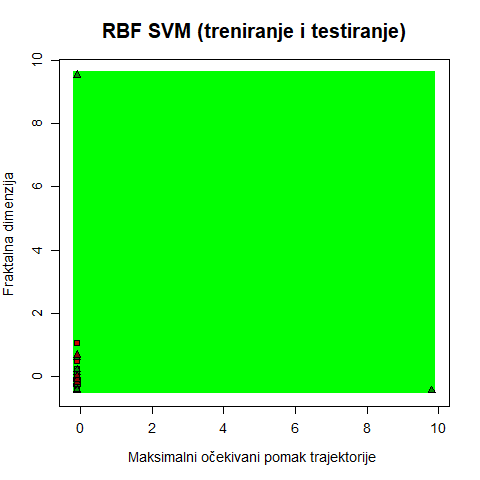 RBF SVM (treniranje i testiranje)
Fraktalna dimenzija
10
8
6
4
2
0
0 2 4 6 8 10
Maksimalni očekivani pomak trajektorije